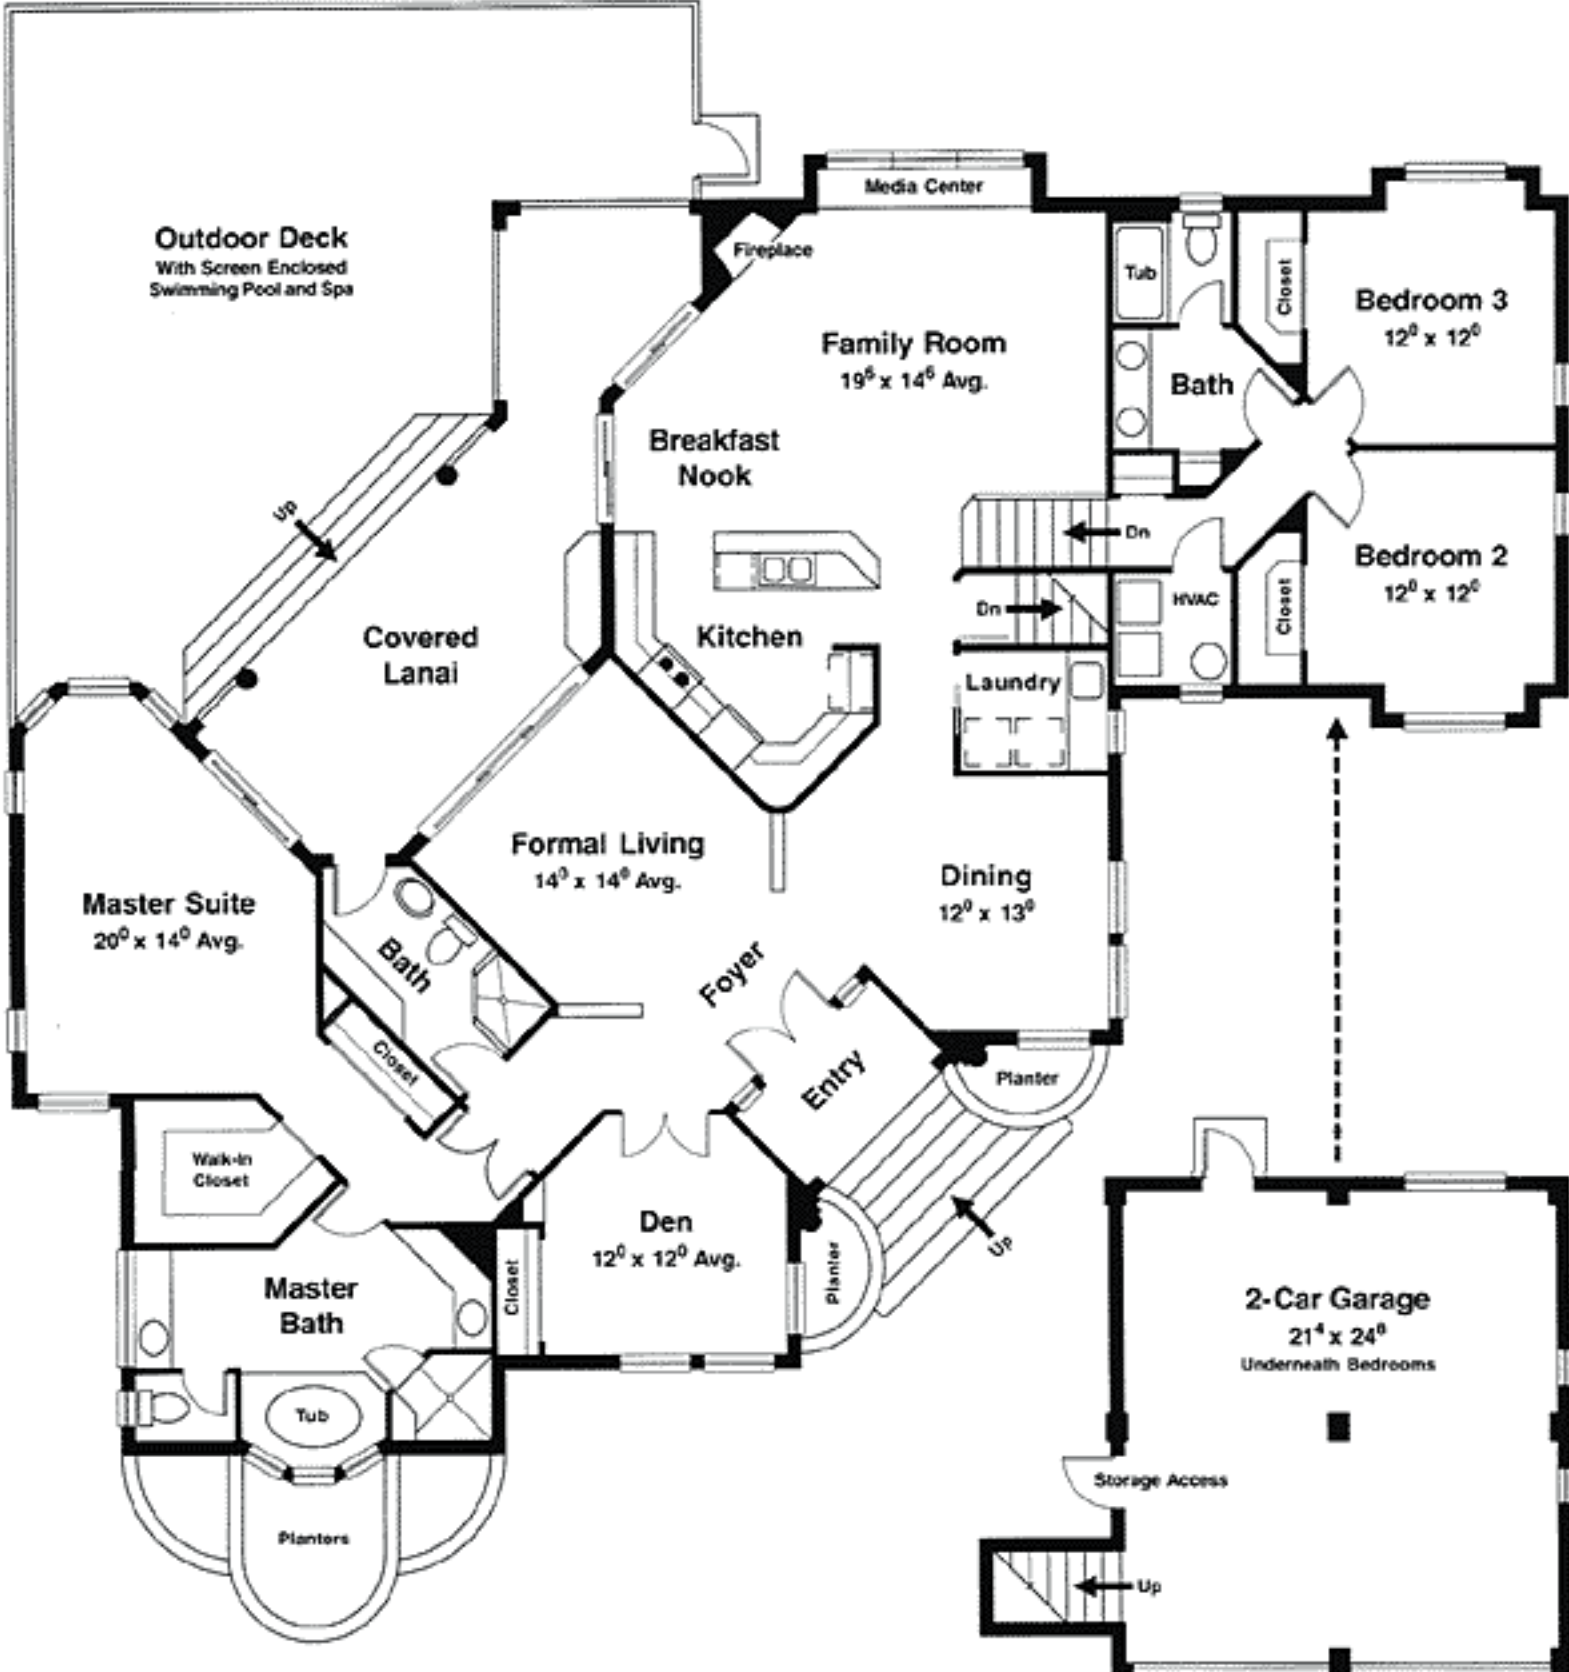 Media Center
Outdoor Deck
With Screen Enclosed
Swimming Pool and Spa
Fireplace
Tub
Closet
Bedroom 3
12⁰ x 12⁰
Family Room
19⁶ x 14⁶ Avg.
Bath
Breakfast
Nook
Up
Dn
Bedroom 2
12⁰ x 12⁰
HVAC
Closet
Dn
Covered
Lanai
Kitchen
Laundry
Formal Living
14⁰ x 14⁰ Avg.
Dining
12⁰ x 13⁰
Master Suite
20⁰ x 14⁰ Avg.
Bath
Foyer
Closet
Entry
Planter
Walk-In
Closet
Den
12⁰ x 12⁰ Avg.
Up
Planter
Closet
Master
Bath
2-Car Garage
21⁴ x 24⁸
Underneath Bedrooms
Tub
Storage Access
Planters
Up